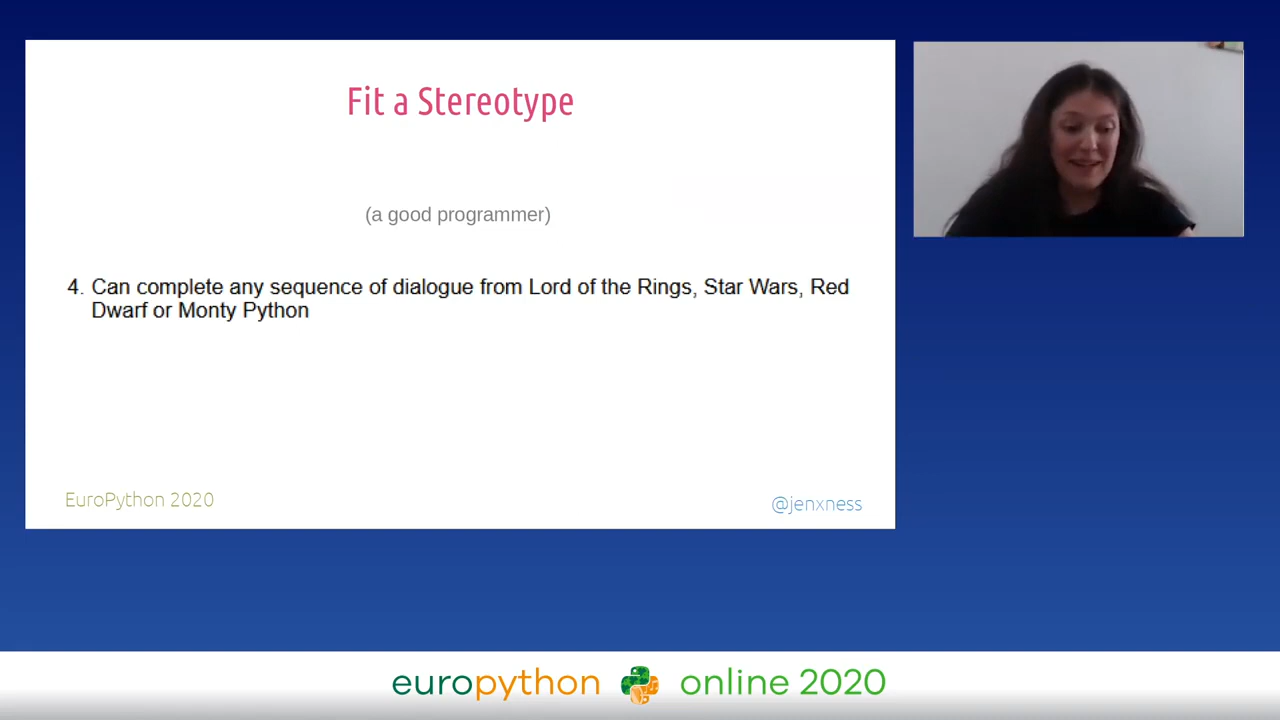 Fit a Stereotype
(a good programmer)
4. Can complete any sequence of dialogue from Lord of the Rings, Star Wars, Red
Dwarf or Monty Python
EuroPython 2020
@jenxness
europython online 2020